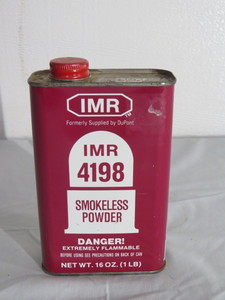 IMR
Formerly Supplied by DuPont
IMR
4198
SMOKELESS
POWDER
DANGER!
EXTREMELY FLAMMABLE
BEFORE USING SEE PRECAUTIONS ON BACK OF CAN
NET WT. 16 OZ. (1 LB)